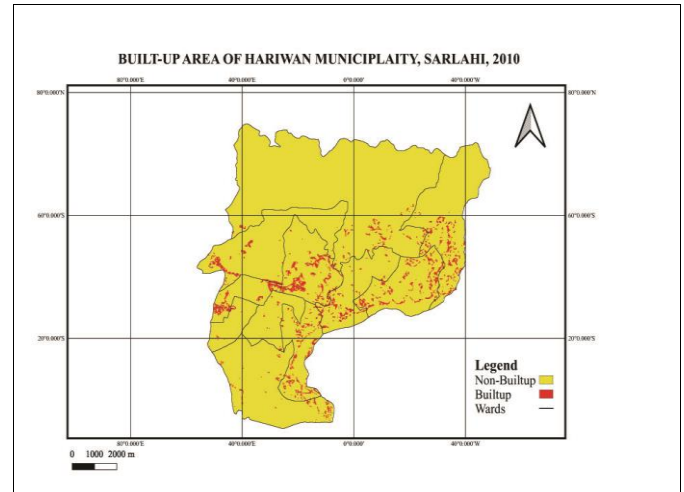 BUILT-UP AREA OF HARIWAN MUNICIPLAITY, SARLAHI, 2010
80°0.000'E 40°0.000'E 0°0.000' 40°0.000'W
80°0.000'N 80°0.000'N
60°0.000'S 60°0.000'S
20°0.000'S 20°0.000'S
Legend
Non-Builtup
Builtup
Wards
80°0.000'E 40°0.000'E 0°0.000' 40°0.000'W
0 1000 2000 m